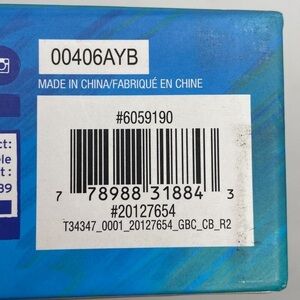 00406AYB
MADE IN CHINA/FABRIQUÉ EN CHINE
#6059190
7 78988 31884 3
#20127654
T34347_0001_20127654_GBC_CB_R2